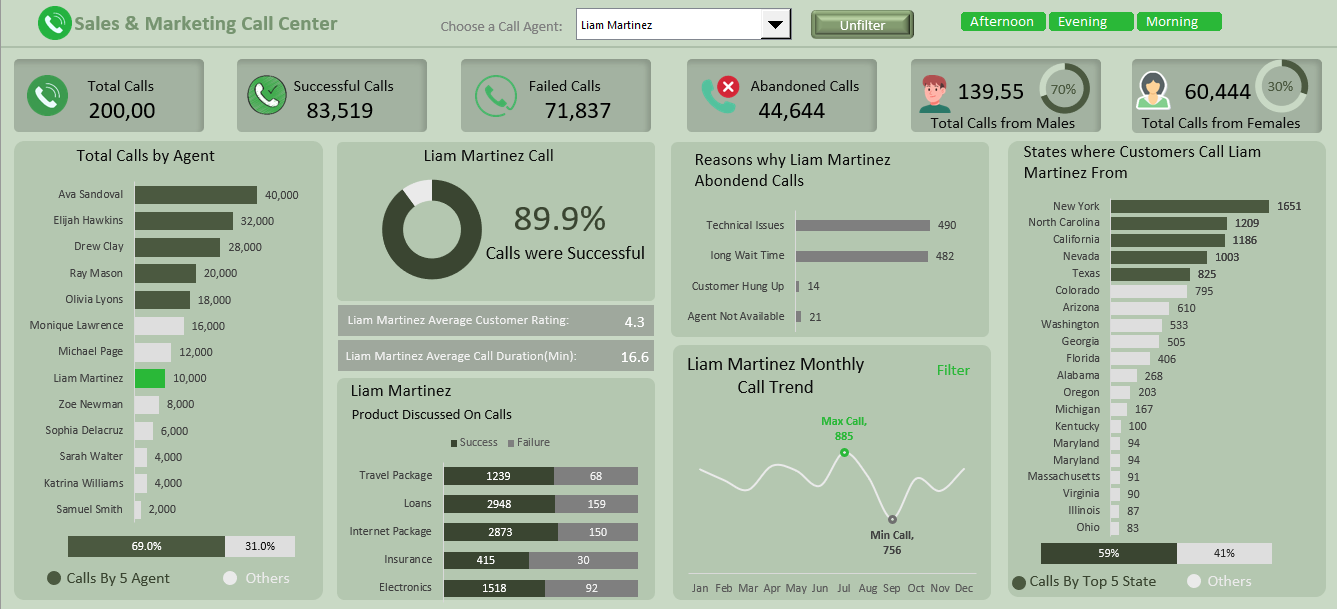 Sales & Marketing Call Center
Choose a Call Agent:
Liam Martinez
Unfilter
Afternoon
Evening
Morning
Total Calls
200,00
Successful Calls
83,519
Failed Calls
71,837
Abandoned Calls
44,644
139,55
70%
Total Calls from Males
60,444
30%
Total Calls from Females
Total Calls by Agent
Ava Sandoval 40,000
Elijah Hawkins 32,000
Drew Clay 28,000
Ray Mason 20,000
Olivia Lyons 18,000
Monique Lawrence 16,000
Michael Page 12,000
Liam Martinez 10,000
Zoe Newman 8,000
Sophia Delacruz 6,000
Sarah Walter 4,000
Katrina Williams 4,000
Samuel Smith 2,000
69.0% 31.0%
Calls By 5 Agent Others
Liam Martinez Call
89.9%
Calls were Successful
Liam Martinez Average Customer Rating: 4.3
Liam Martinez Average Call Duration(Min): 16.6
Liam Martinez
Product Discussed On Calls
Success Failure
Travel Package 1239 68
Loans 2948 159
Internet Package 2873 150
Insurance 415 30
Electronics 1518 92
Reasons why Liam Martinez
Abondend Calls
Technical Issues 490
long Wait Time 482
Customer Hung Up 14
Agent Not Available 21
Liam Martinez Monthly
Call Trend
Filter
Max Call,
885
Min Call,
756
Jan Feb Mar Apr May Jun Jul Aug Sep Oct Nov Dec
States where Customers Call Liam
Martinez From
New York 1651
North Carolina 1209
California 1186
Nevada 1003
Texas 825
Colorado 795
Arizona 610
Washington 533
Georgia 505
Florida 406
Alabama 268
Oregon 203
Michigan 167
Kentucky 100
Maryland 94
Maryland 94
Massachusetts 91
Virginia 90
Illinois 87
Ohio 83
59% 41%
Calls By Top 5 State Others